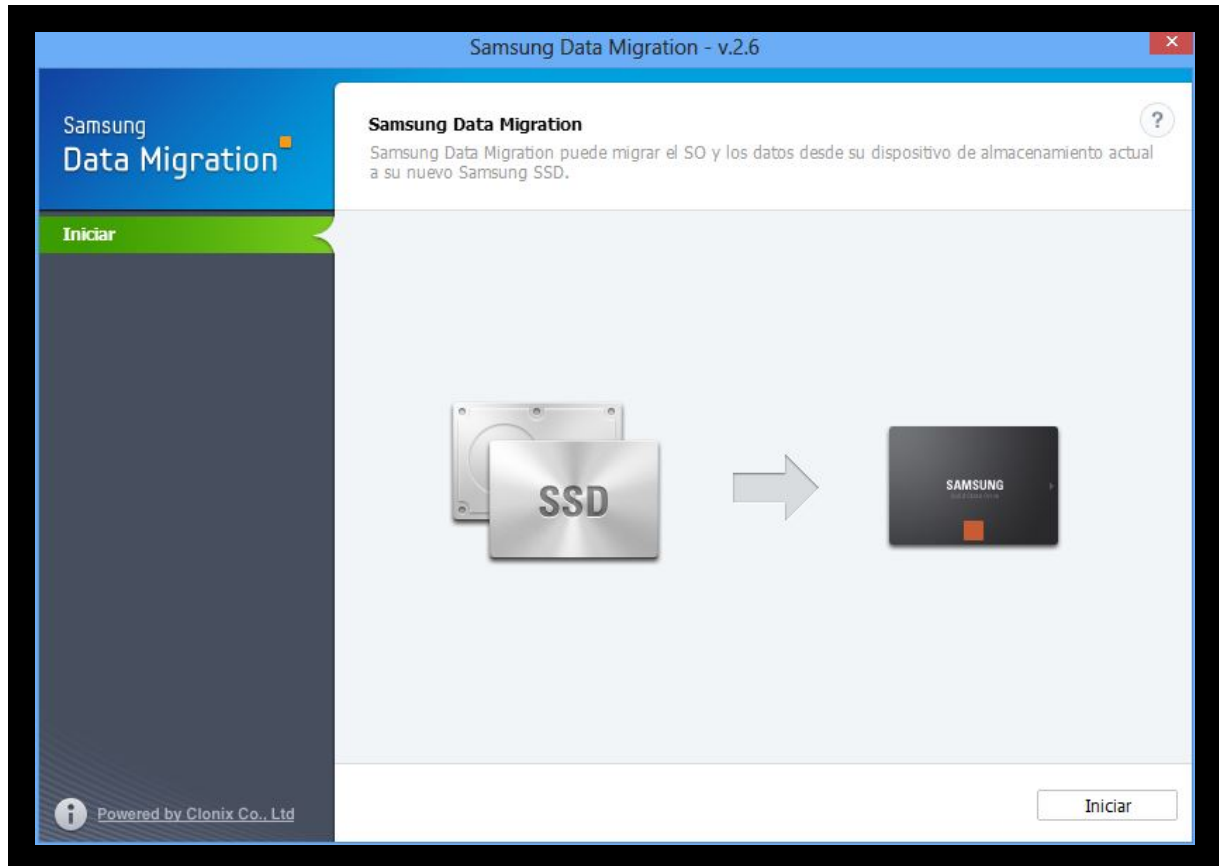 Samsung Data Migration - v.2.6
Samsung
Data Migration
Samsung Data Migration
?
Samsung Data Migration puede migrar el SO y los datos desde su dispositivo de almacenamiento actual
a su nuevo Samsung SSD.
Iniciar
SSD
SAMSUNG
Powered by Clonix Co., Ltd
Iniciar